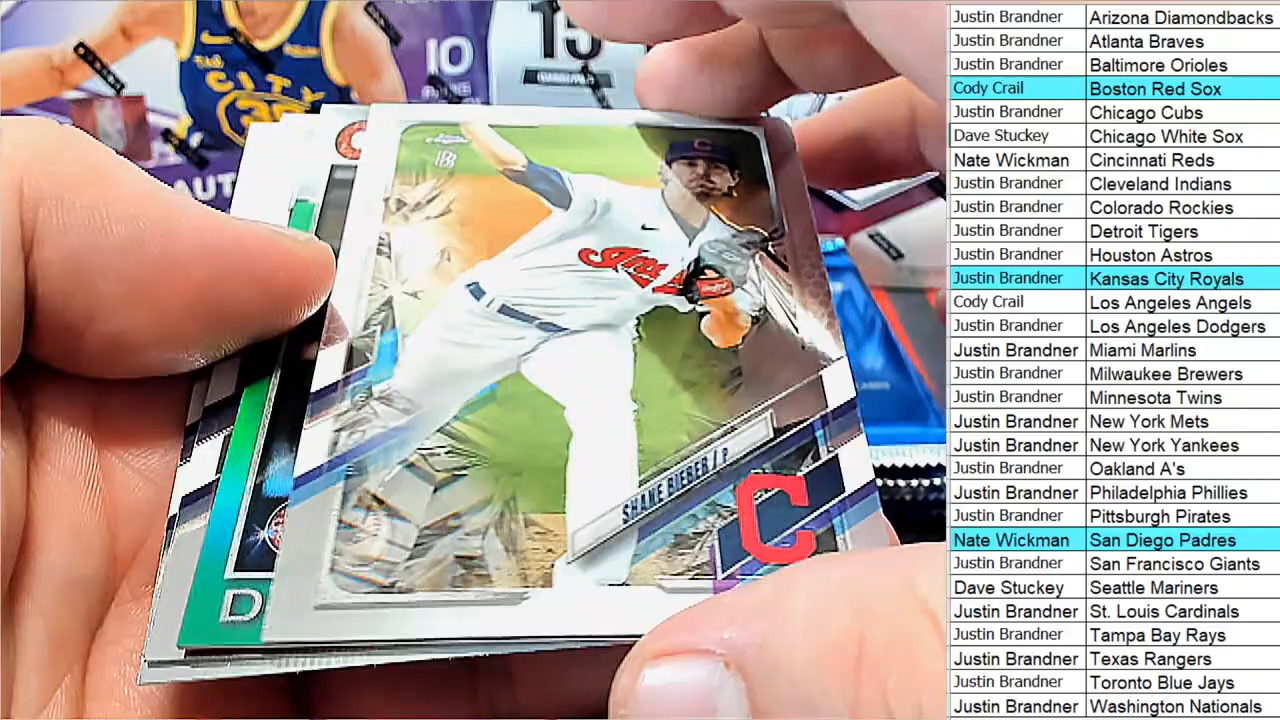 10
15
AUT
Chrome
C
Indi
SHANE BIEBER / P
C
D
Justin Brandner Arizona Diamondbacks
Justin Brandner Atlanta Braves
Justin Brandner Baltimore Orioles
Cody Crail Boston Red Sox
Justin Brandner Chicago Cubs
Dave Stuckey Chicago White Sox
Nate Wickman Cincinnati Reds
Justin Brandner Cleveland Indians
Justin Brandner Colorado Rockies
Justin Brandner Detroit Tigers
Justin Brandner Houston Astros
Justin Brandner Kansas City Royals
Cody Crail Los Angeles Angels
Justin Brandner Los Angeles Dodgers
Justin Brandner Miami Marlins
Justin Brandner Milwaukee Brewers
Justin Brandner Minnesota Twins
Justin Brandner New York Mets
Justin Brandner New York Yankees
Justin Brandner Oakland A's
Justin Brandner Philadelphia Phillies
Justin Brandner Pittsburgh Pirates
Nate Wickman San Diego Padres
Justin Brandner San Francisco Giants
Dave Stuckey Seattle Mariners
Justin Brandner St. Louis Cardinals
Justin Brandner Tampa Bay Rays
Justin Brandner Texas Rangers
Justin Brandner Toronto Blue Jays
Justin Brandner Washington Nationals